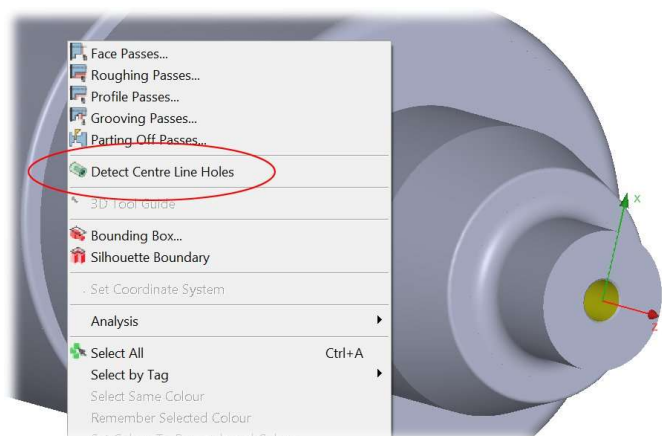 Face Passes...
Roughing Passes...
Profile Passes...
Grooving Passes...
Parting Off Passes...
Detect Centre Line Holes
3D Tool Guide
Bounding Box...
Silhouette Boundary
Set Coordinate System
Analysis
Select All Ctrl+A
Select by Tag
Select Same Colour
Remember Selected Colour
X
Z